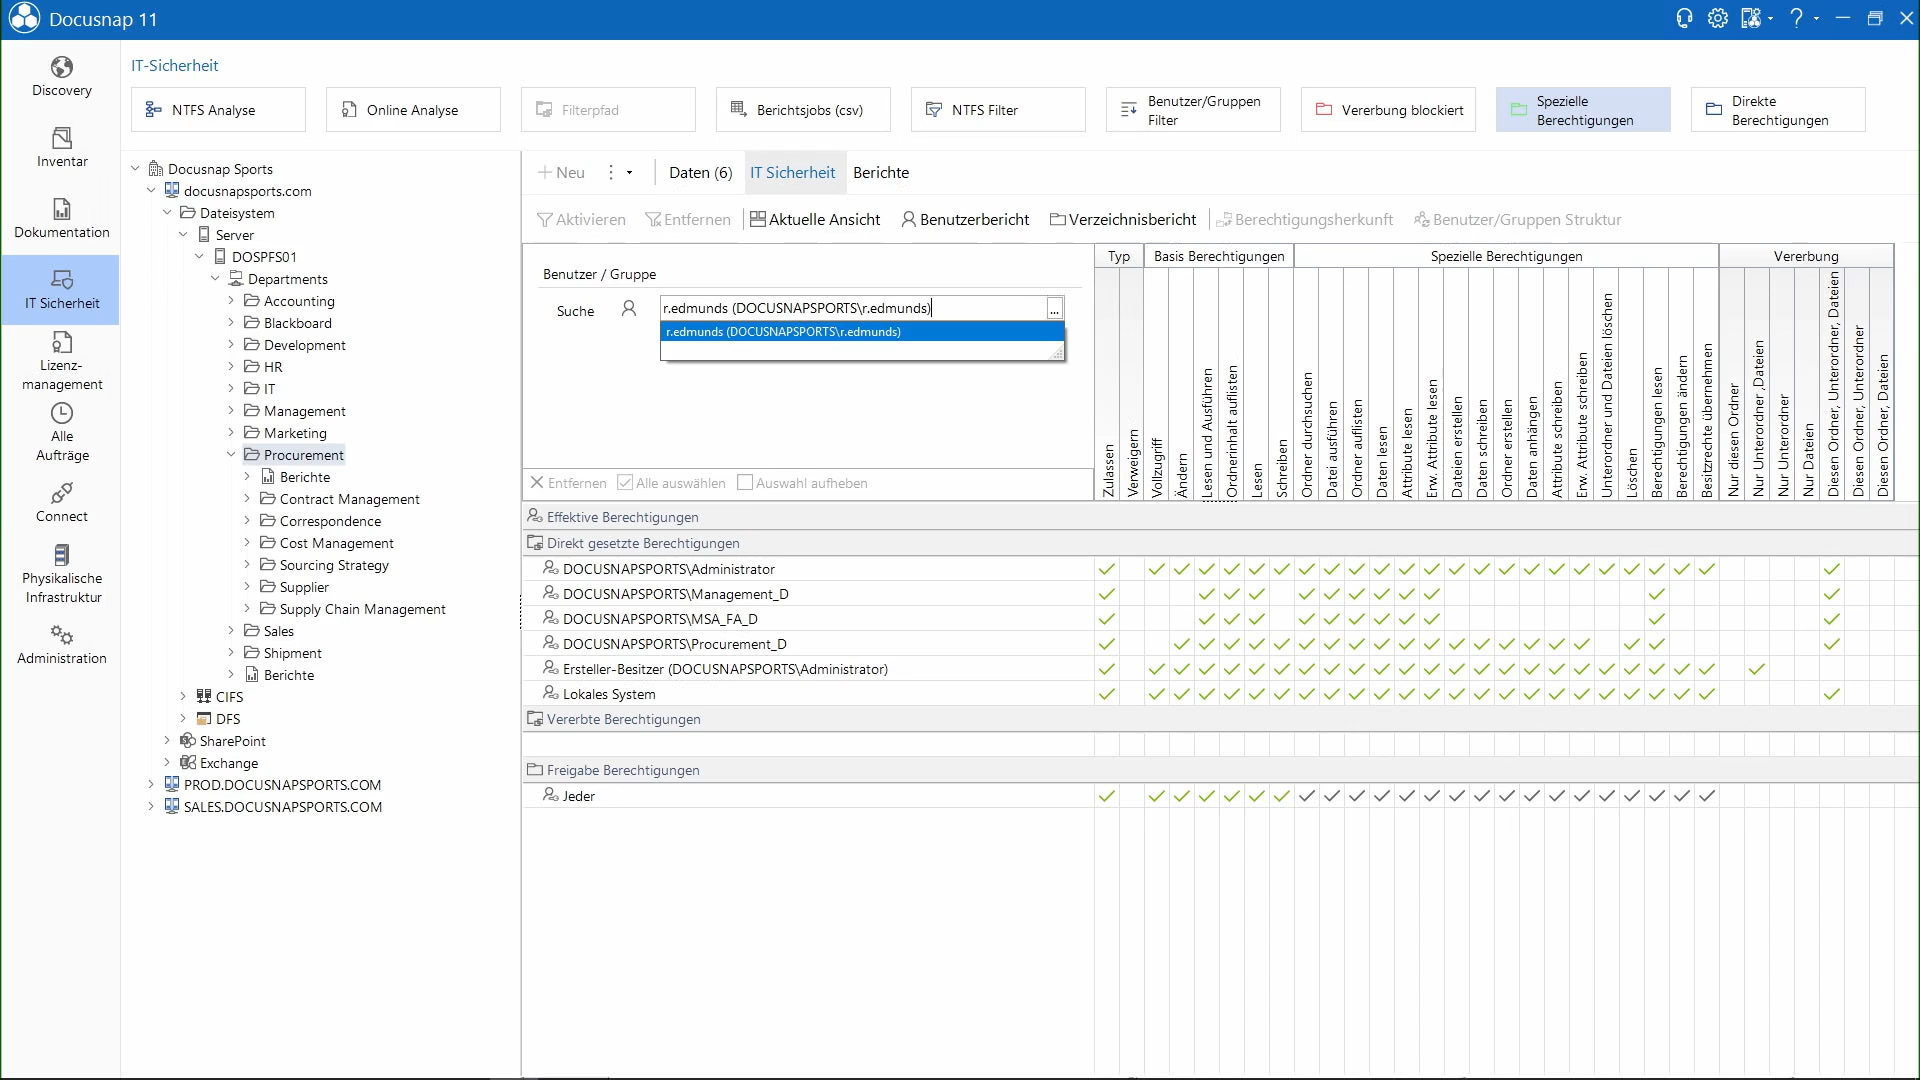 Docusnap 11
IT-Sicherheit
NTFS Analyse
Online Analyse
Filterpfad
Berichtsjobs (csv)
NTFS Filter
Benutzer/Gruppen
Filter
Vererbung blockiert
Spezielle
Berechtigungen
Direkte
Berechtigungen
Discovery
Inventar
Dokumentation
IT Sicherheit
Lizenz-
management
Alle
Aufträge
Connect
Physikalische
Infrastruktur
Administration
Docusnap Sports
docusnapsports.com
Dateisystem
Server
DOSPFS01
Departments
Accounting
Blackboard
Development
HR
IT
Management
Marketing
Procurement
Berichte
Contract Management
Correspondence
Cost Management
Sourcing Strategy
Supplier
Supply Chain Management
Sales
Shipment
Berichte
CIFS
DFS
SharePoint
Exchange
PROD.DOCUSNAPSPORTS.COM
SALES.DOCUSNAPSPORTS.COM
Neu
Daten (6)
IT Sicherheit
Berichte
Aktivieren
Entfernen
Aktuelle Ansicht
Benutzerbericht
Verzeichnisbericht
Berechtigungsherkunft
Benutzer/Gruppen Struktur
Benutzer / Gruppe
Suche
r.edmunds (DOCUSNAPSPORTS\r.edmunds)
...
r.edmunds (DOCUSNAPSPORTS\r.edmunds)
Entfernen
Alle auswählen
Auswahl aufheben
Typ
Basis Berechtigungen
Spezielle Berechtigungen
Vererbung
Zulassen
Verweigern
Vollzugriff
Ändern
Lesen und Ausführen
Ordnerinhalt auflisten
Lesen
Schreiben
Ordner durchsuchen
Datei ausführen
Ordner auflisten
Daten lesen
Attribute lesen
Erw. Attribute lesen
Dateien erstellen
Daten schreiben
Ordner erstellen
Daten anhängen
Attribute schreiben
Erw. Attribute schreiben
Unterordner und Dateien löschen
Löschen
Berechtigungen lesen
Berechtigungen ändern
Besitzrechte übernehmen
Nur diesen Ordner
Nur Unterordner ,Dateien
Nur Unterordner
Nur Dateien
Diesen Ordner, Unterordner, Dateien
Diesen Ordner, Unterordner
Diesen Ordner, Dateien
Effektive Berechtigungen
Direkt gesetzte Berechtigungen
DOCUSNAPSPORTS\Administrator
DOCUSNAPSPORTS\Management_D
DOCUSNAPSPORTS\MSA_FA_D
DOCUSNAPSPORTS\Procurement_D
Ersteller-Besitzer (DOCUSNAPSPORTS\Administrator)
Lokales System
Vererbte Berechtigungen
Freigabe Berechtigungen
Jeder